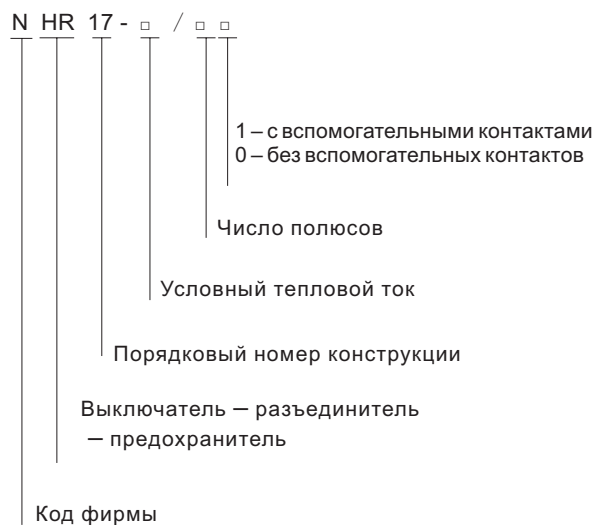 N HR 17 - □ / □ □
1 – с вспомогательными контактами
0 – без вспомогательных контактов
Число полюсов
Условный тепловой ток
Порядковый номер конструкции
Выключатель – разъединитель
– предохранитель
Код фирмы